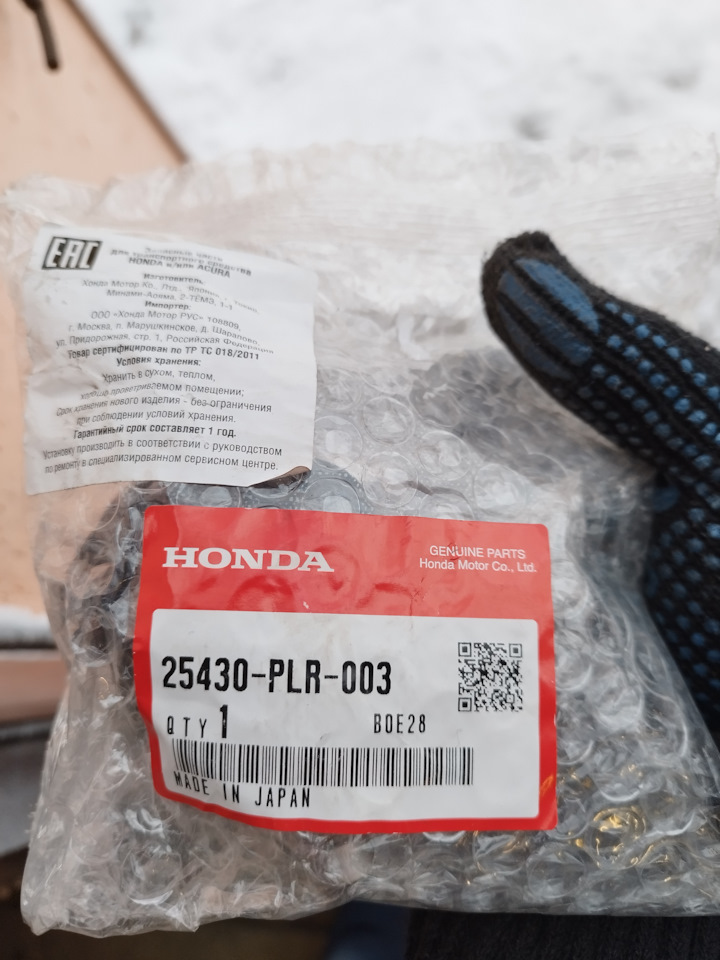 EAC
Запасные части
для транспортного средства
HONDA и/или ACURA
Изготовитель:
Хонда Мотор Ко., Лтд., Япония,
Минами-Аояма, 2-ТЁМЭ, 1-1
Импортер:
ООО «Хонда Мотор РУС» 108809,
г. Москва, п. Марушкинское, д. Шарапово,
ул. Придорожная, стр. 1, Российская Федерация
Товар сертифицирован по ТР ТС 018/2011
Условия хранения:
Хранить в сухом, теплом,
хорошо проветриваемом помещении;
Срок хранения нового изделия - без ограничения
при соблюдении условий хранения.
Гарантийный срок составляет 1 год.
Установку производить в соответствии с руководством
по ремонту в специализированном сервисном центре.
HONDA
GENUINE PARTS
Honda Motor Co., Ltd.
25430-PLR-003
QTY 1 BOE28
MADE IN JAPAN